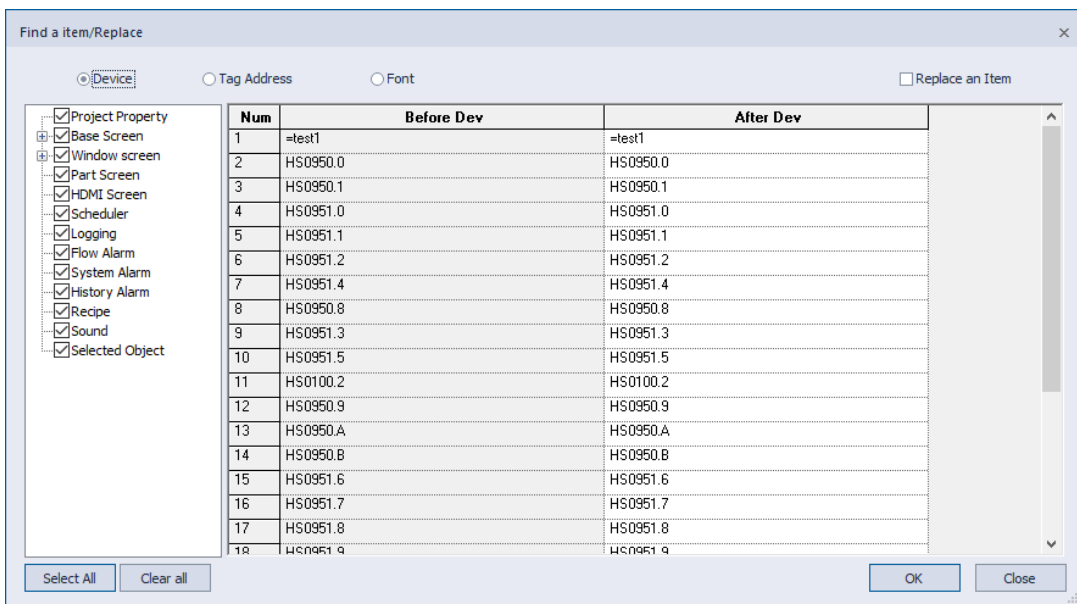 Find a item/Replace
Device Tag Address Font Replace an Item
Project Property
Base Screen
Window screen
Part Screen
HDMI Screen
Scheduler
Logging
Flow Alarm
System Alarm
History Alarm
Recipe
Sound
Selected Object
Num Before Dev After Dev
1 =test1 =test1
2 HS0950.0 HS0950.0
3 HS0950.1 HS0950.1
4 HS0951.0 HS0951.0
5 HS0951.1 HS0951.1
6 HS0951.2 HS0951.2
7 HS0951.4 HS0951.4
8 HS0950.8 HS0950.8
9 HS0951.3 HS0951.3
10 HS0951.5 HS0951.5
11 HS0100.2 HS0100.2
12 HS0950.9 HS0950.9
13 HS0950.A HS0950.A
14 HS0950.B HS0950.B
15 HS0951.6 HS0951.6
16 HS0951.7 HS0951.7
17 HS0951.8 HS0951.8
18 HS0951.9 HS0951.9
Select All Clear all OK Close